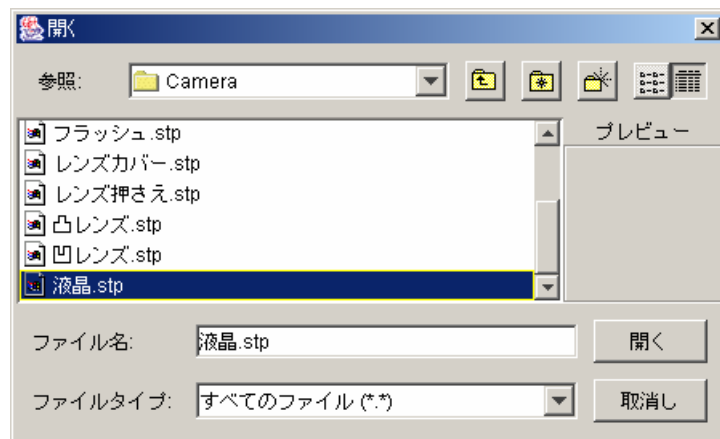 開く
参照: Camera
フラッシュ.stp
レンズカバー.stp
レンズ押さえ.stp
凸レンズ.stp
凹レンズ.stp
液晶.stp
プレビュー
ファイル名: 液晶.stp 開く
ファイルタイプ: すべてのファイル (*.*) 取消し